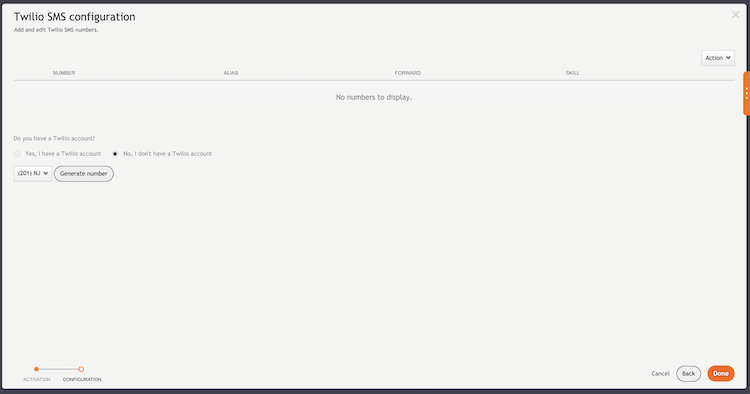 Twilio SMS configuration
Add and edit Twilio SMS numbers.
Action
NUMBER ALIAS FORWARD SKILL
No numbers to display.
Do you have a Twilio account?
Yes, I have a Twilio account No, I don't have a Twilio account
(201) NJ Generate number
Cancel Back Done
ACTIVATION CONFIGURATION